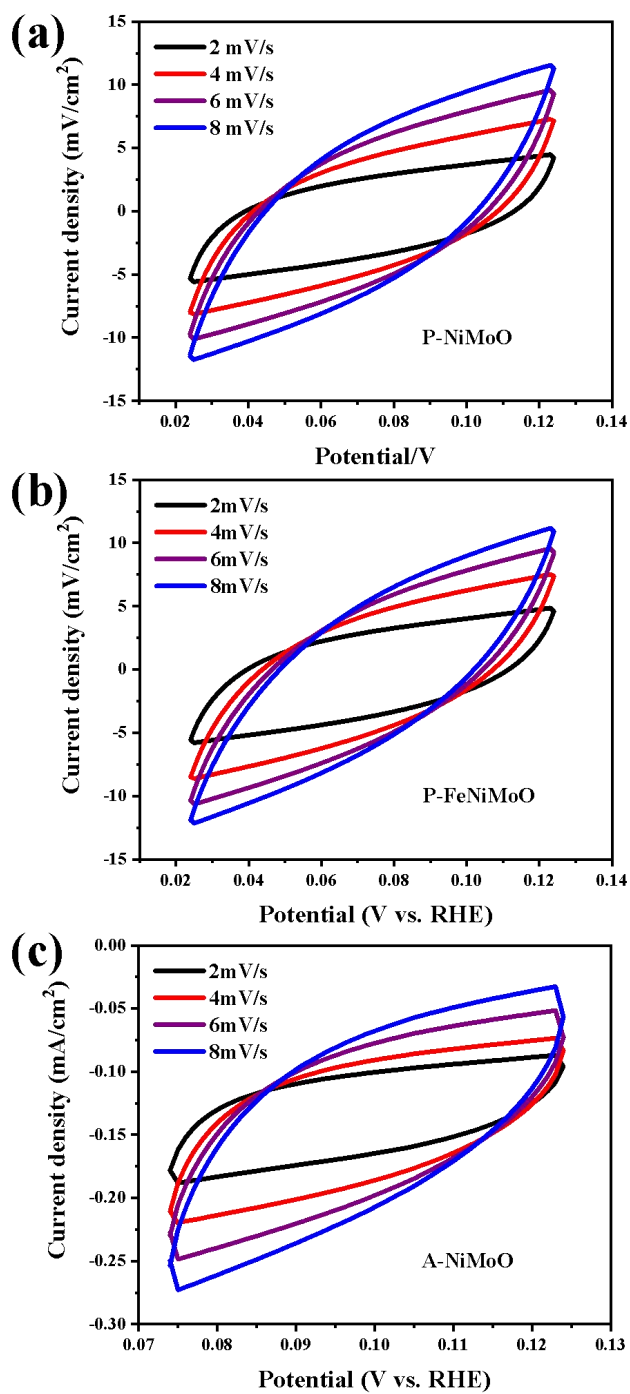 (a)
2 mV/s
4 mV/s
6 mV/s
8 mV/s
15
10
5
0
-5
-10
-15
Current density (mV/cm²)
P-NiMoO
0.02 0.04 0.06 0.08 0.10 0.12 0.14
Potential/V
(b)
2mV/s
4mV/s
6mV/s
8mV/s
15
10
5
0
-5
-10
-15
Current density (mV/cm²)
P-FeNiMoO
0.02 0.04 0.06 0.08 0.10 0.12 0.14
Potential (V vs. RHE)
(c)
2mV/s
4mV/s
6mV/s
8mV/s
0.00
-0.05
-0.10
-0.15
-0.20
-0.25
-0.30
Current density (mA/cm²)
A-NiMoO
0.07 0.08 0.09 0.10 0.11 0.12 0.13
Potential (V vs. RHE)